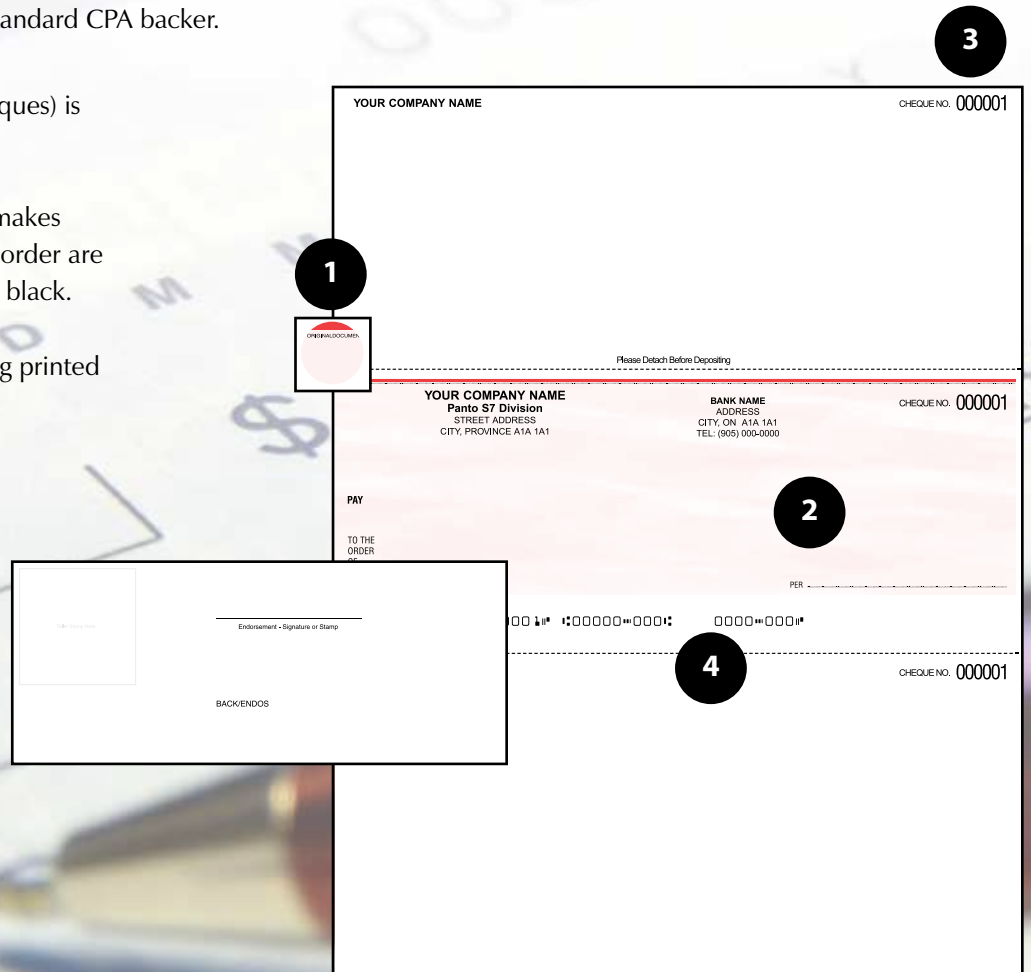 andard CPA backer.
ques) is
makes
order are
black.
g printed
3
YOUR COMPANY NAME
CHEQUE NO. 000001
1
ORIGINALDOCUMEN
Please Detach Before Depositing
YOUR COMPANY NAME
Panto S7 Division
STREET ADDRESS
CITY, PROVINCE A1A 1A1
BANK NAME
ADDRESS
CITY, ON A1A 1A1
TEL: (905) 000-0000
CHEQUE NO. 000001
PAY
2
TO THE
ORDER
PER
Endorsement - Signature or Stamp
BACK/ENDOS
4
CHEQUE NO. 000001
D M M
$